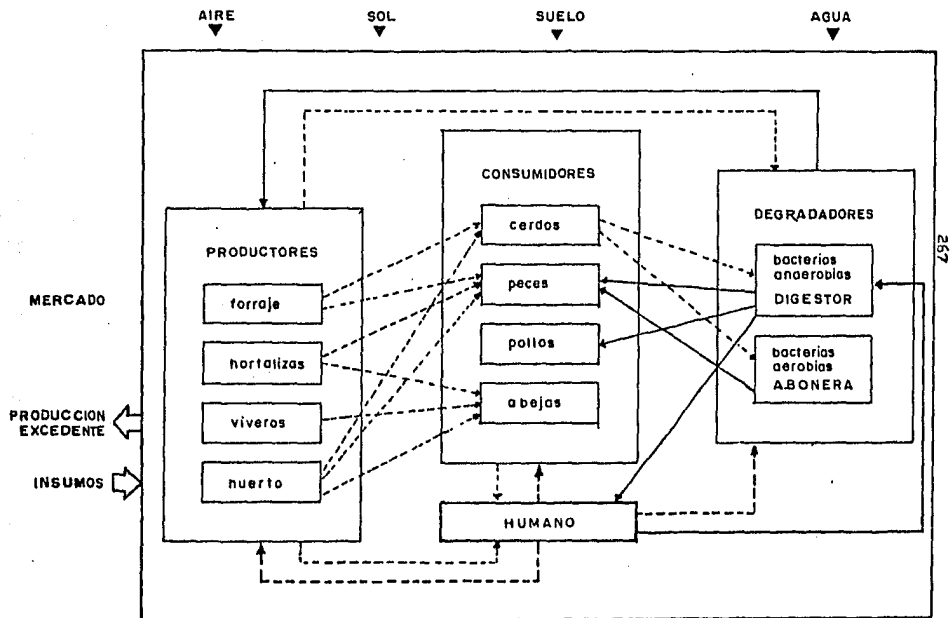 AIRE
SOL
SUELO
AGUA
MERCADO
PRODUCCION
EXCEDENTE
INSUMOS
PRODUCTORES
forraje
hortalizas
viveros
huerto
CONSUMIDORES
cerdos
peces
pollos
abejas
HUMANO
DEGRADADORES
bacterias
anaerobias
DIGESTOR
bacterias
aerobias
ABONERA
267